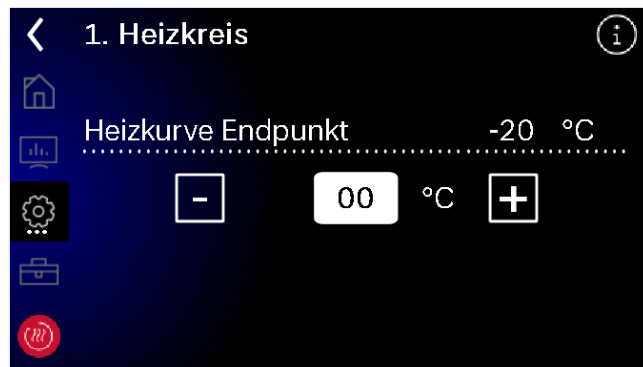 1. Heizkreis
Heizkurve Endpunkt -20 °C
- 00 °C +